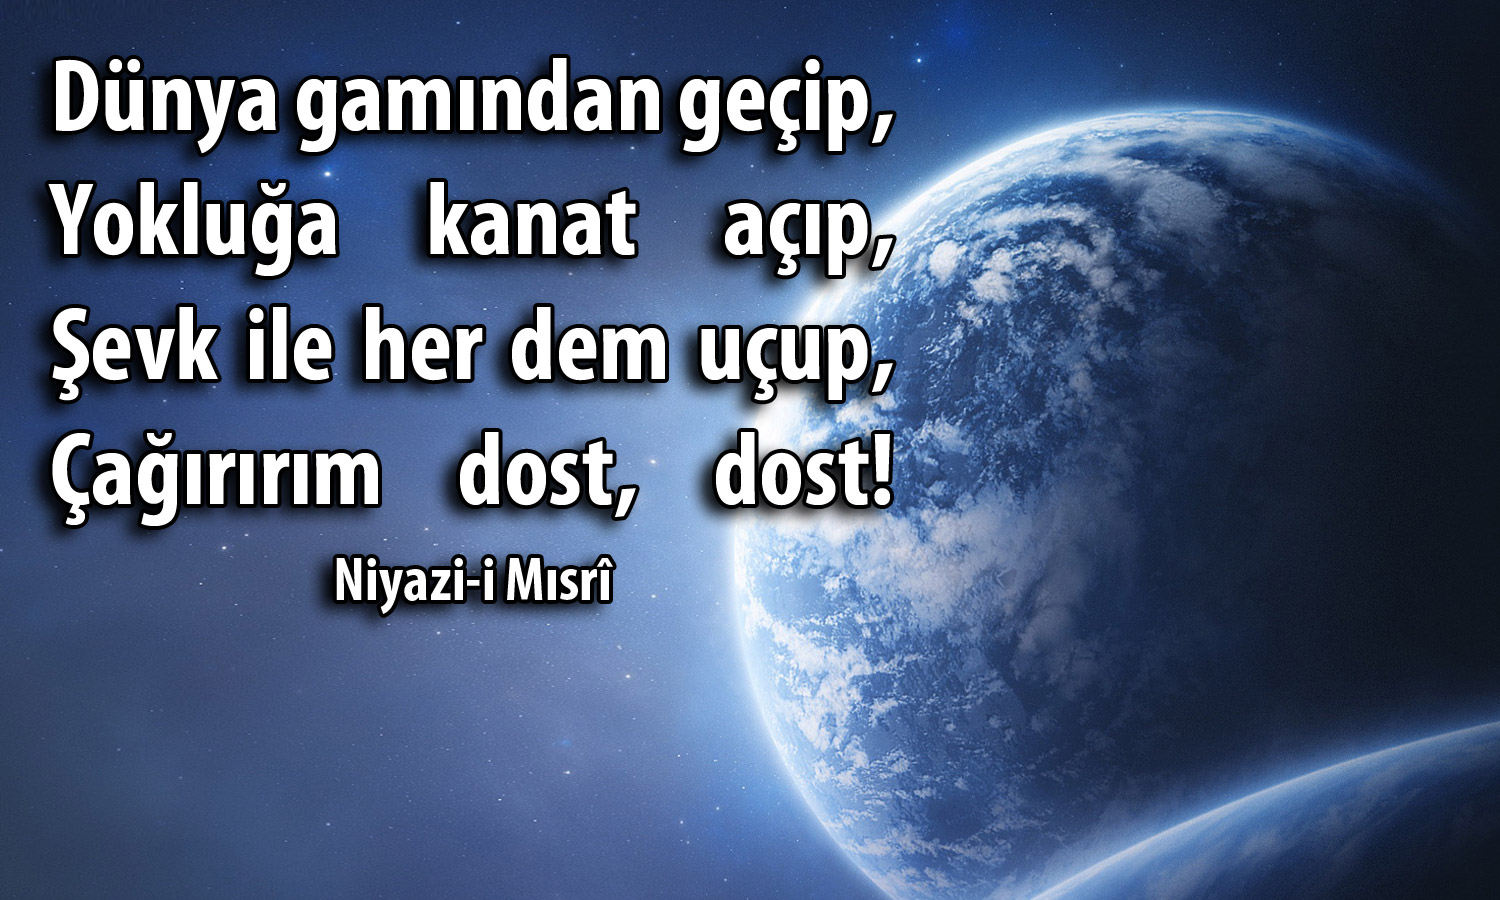 Dünya gamından geçip,
Yokluğa kanat açıp,
Şevk ile her dem uçup,
Çağırırım dost, dost!
Niyazi-i Mısrî